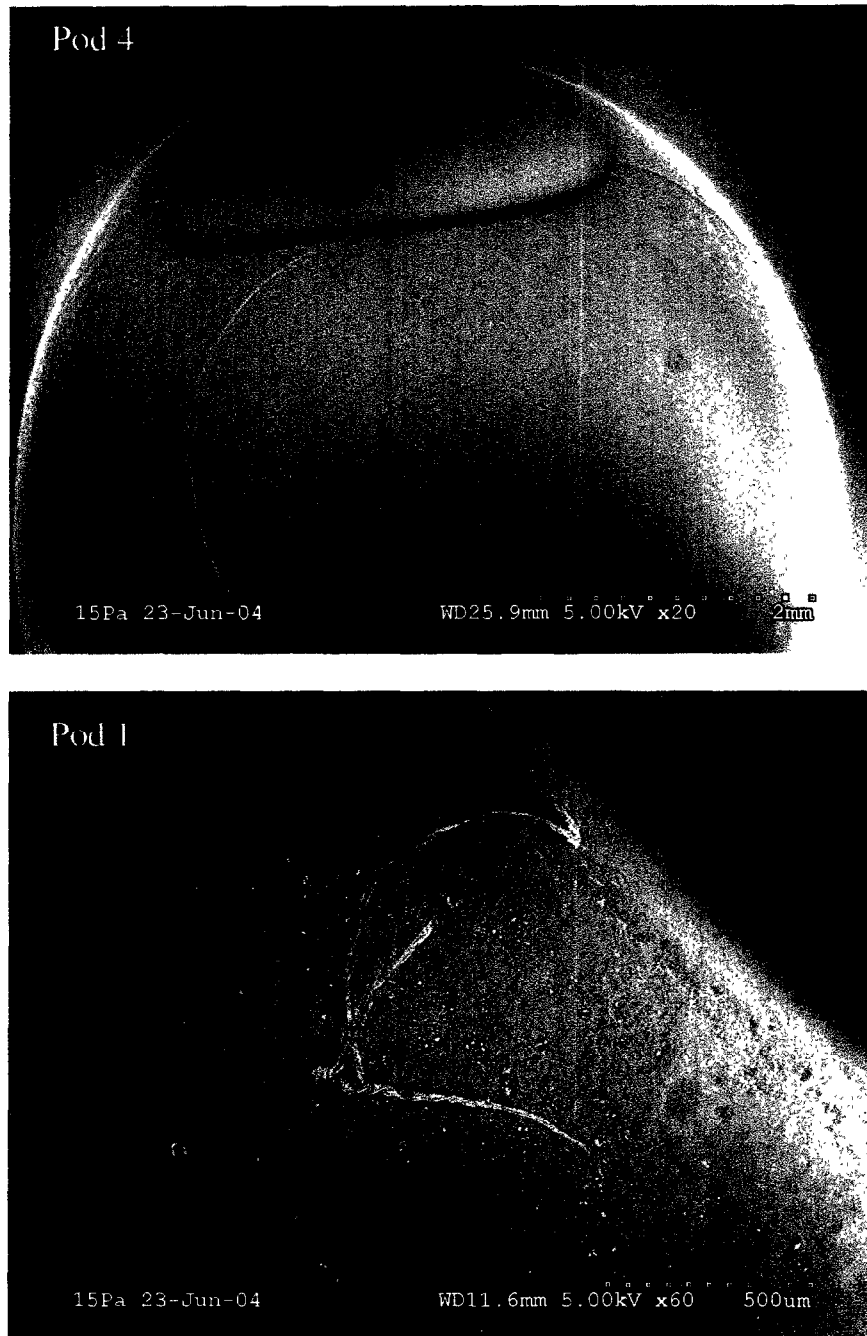 Pod 4
15Pa 23-Jun-04 WD25.9mm 5.00kV x20 2mm
Pod 1
15Pa 23-Jun-04 WD11.6mm 5.00kV x60 500um